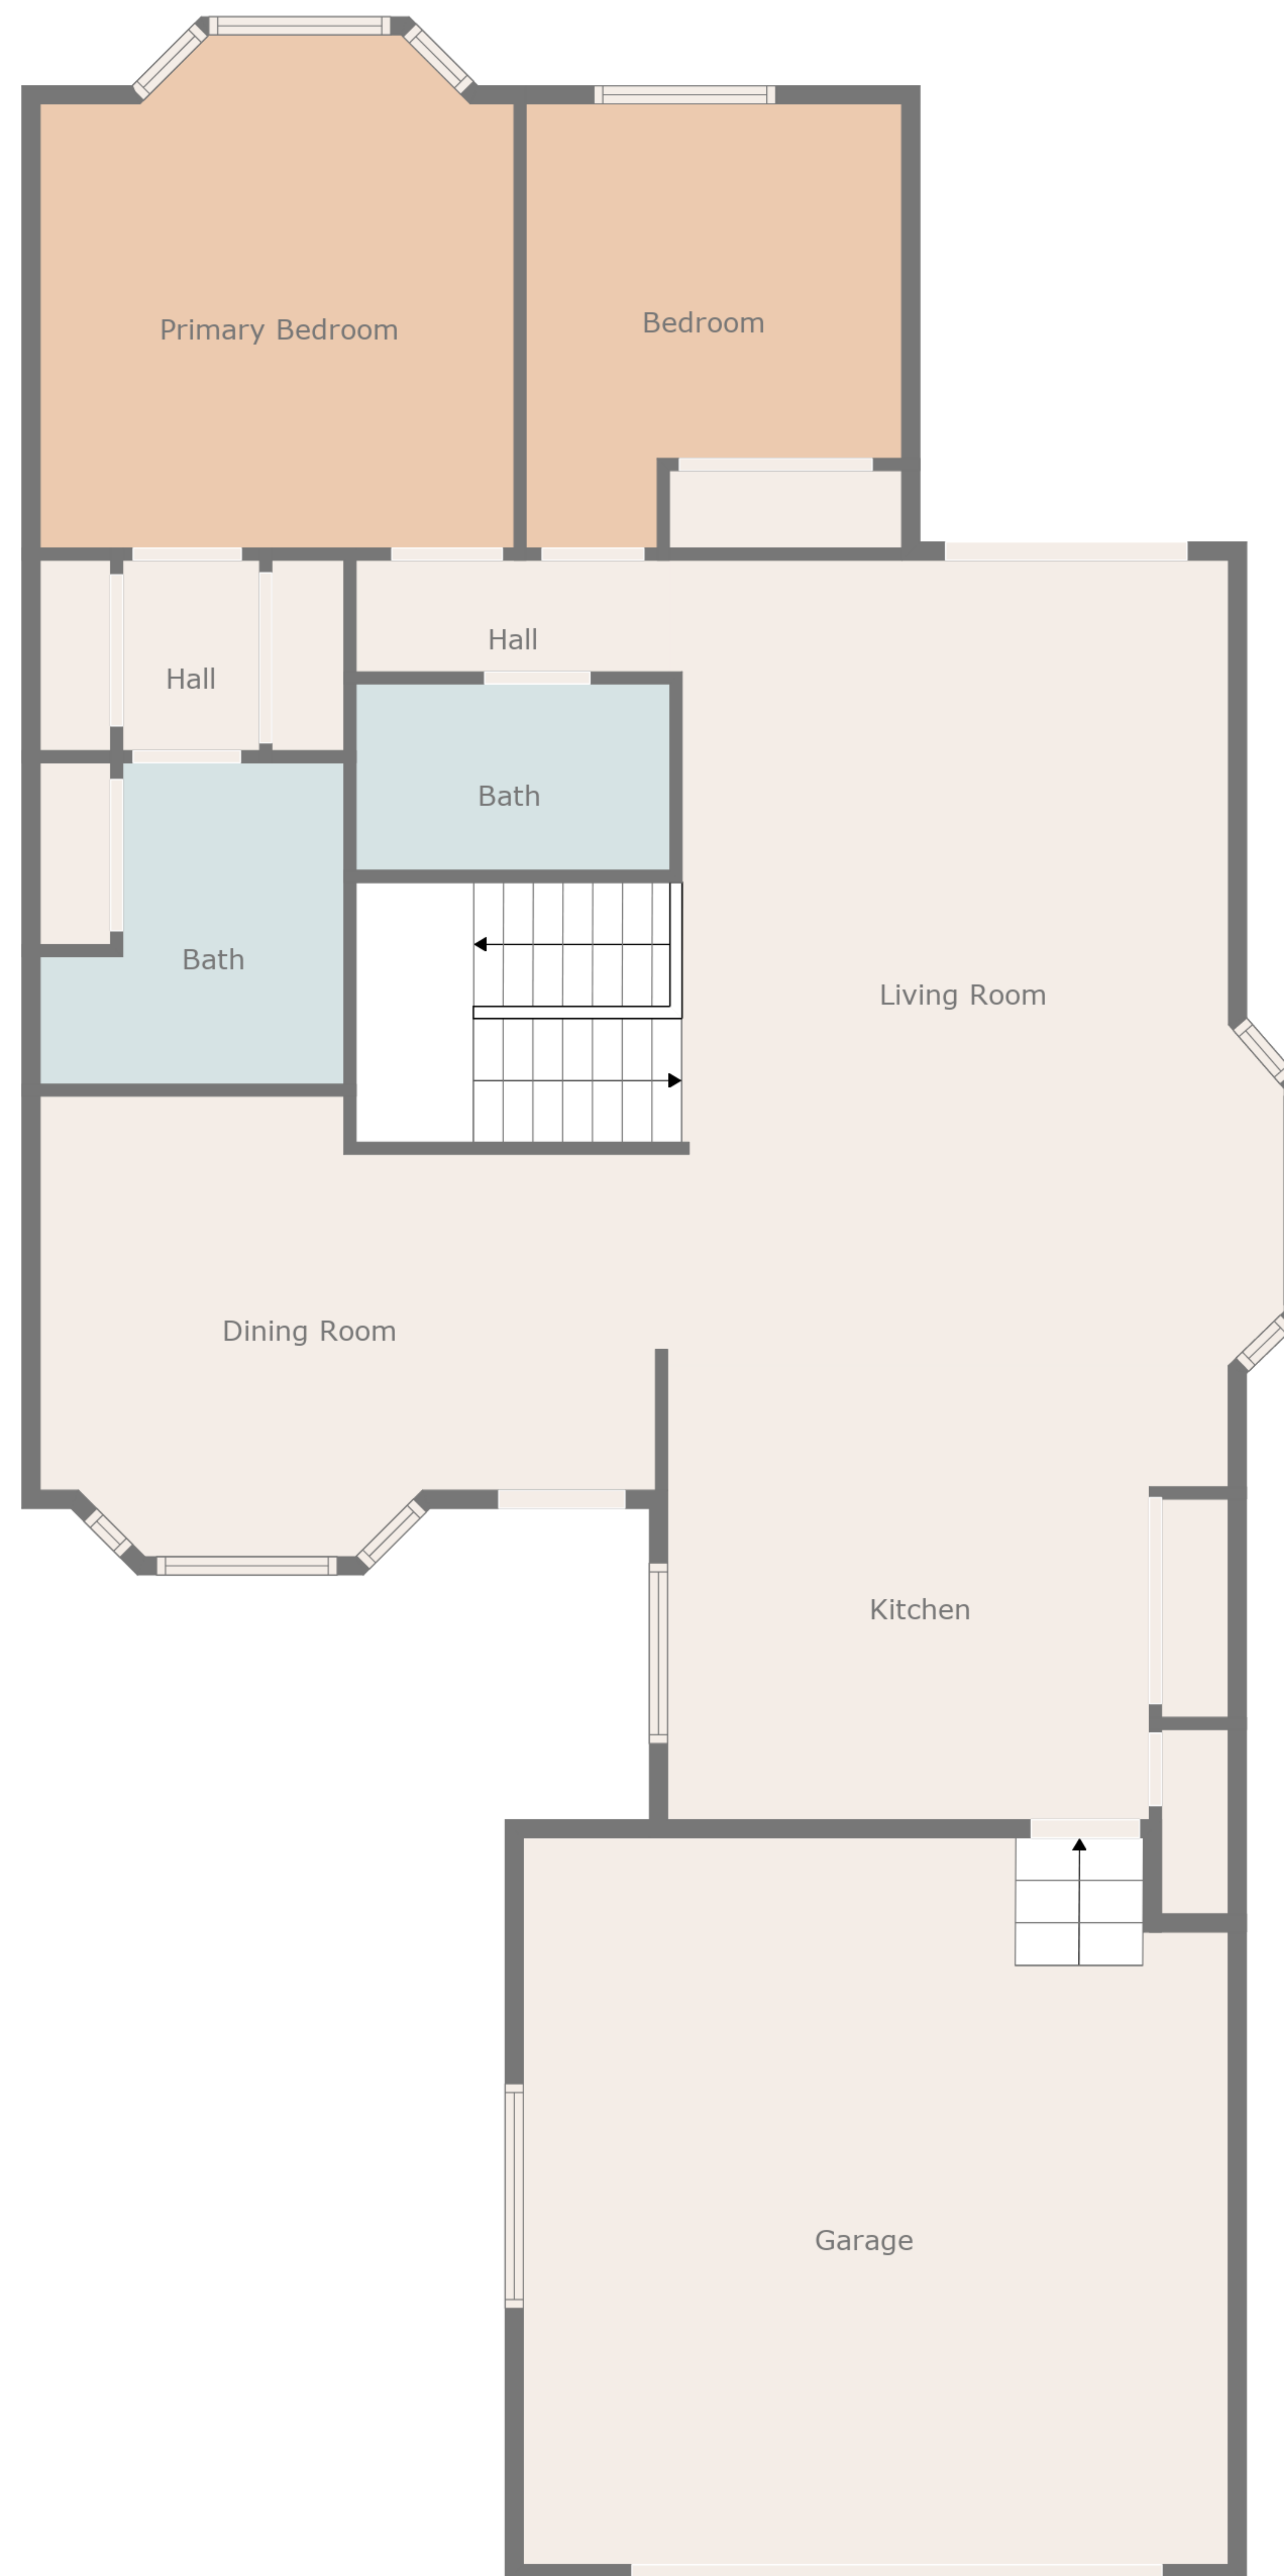 Primary Bedroom
Bedroom
Hall
Hall
Bath
Bath
Living Room
Dining Room
Kitchen
Garage